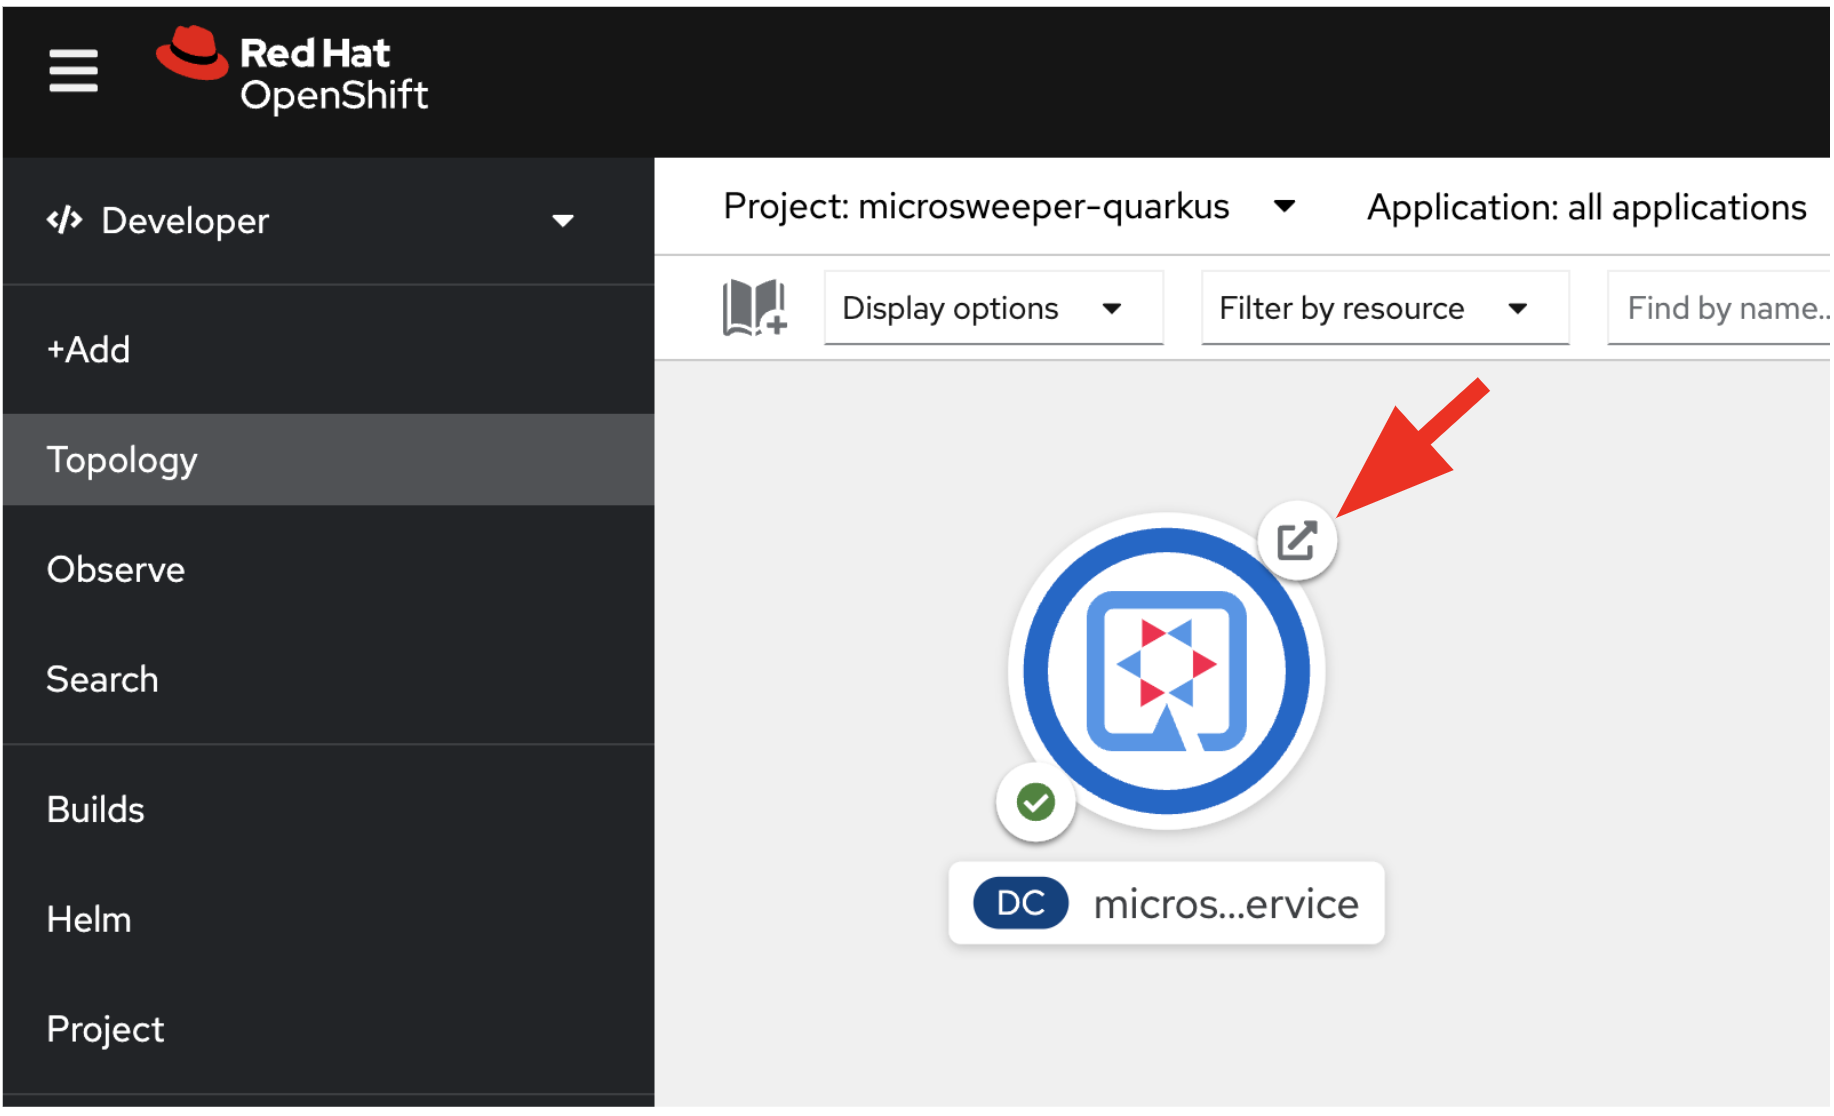 Red Hat
OpenShift
Developer
+Add
Topology
Observe
Search
Builds
Helm
Project
Project: microsweeper-quarkus
Application: all applications
Display options
Filter by resource
Find by name...
DC
micros...ervice